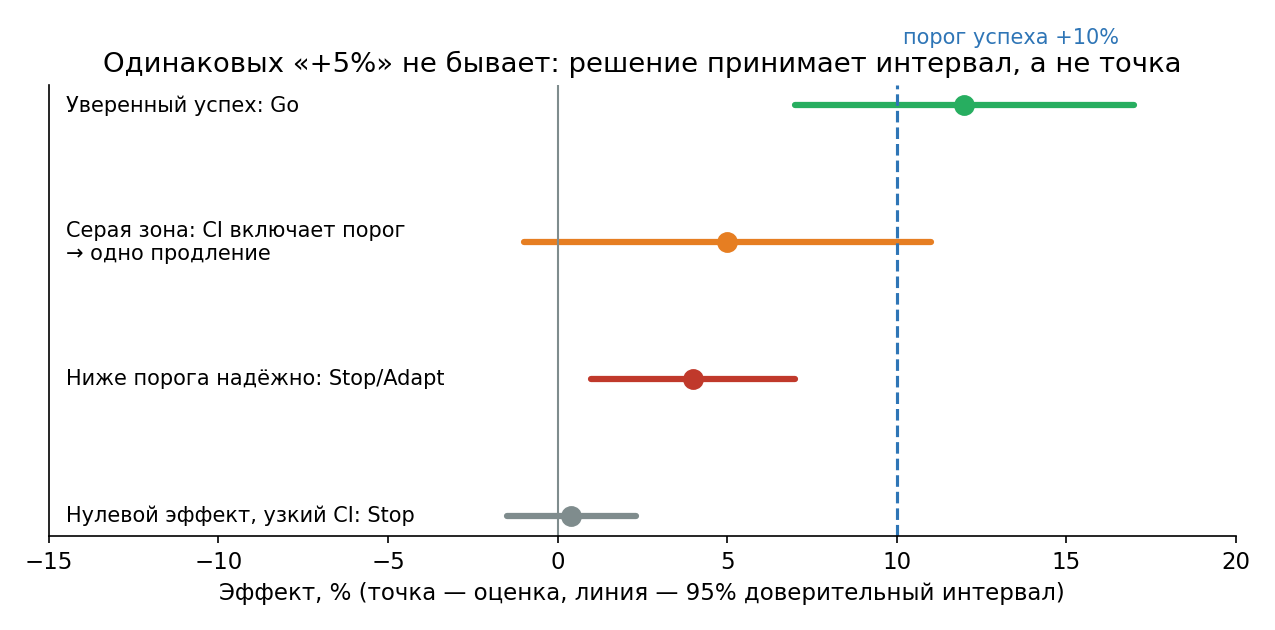 порог успеха +10%
Одинаковых «+5%» не бывает: решение принимает интервал, а не точка
Уверенный успех: Go
Серая зона: CI включает порог
→ одно продление
Ниже порога надёжно: Stop/Adapt
Нулевой эффект, узкий CI: Stop
−15 −10 −5 0 5 10 15 20
Эффект, % (точка — оценка, линия — 95% доверительный интервал)